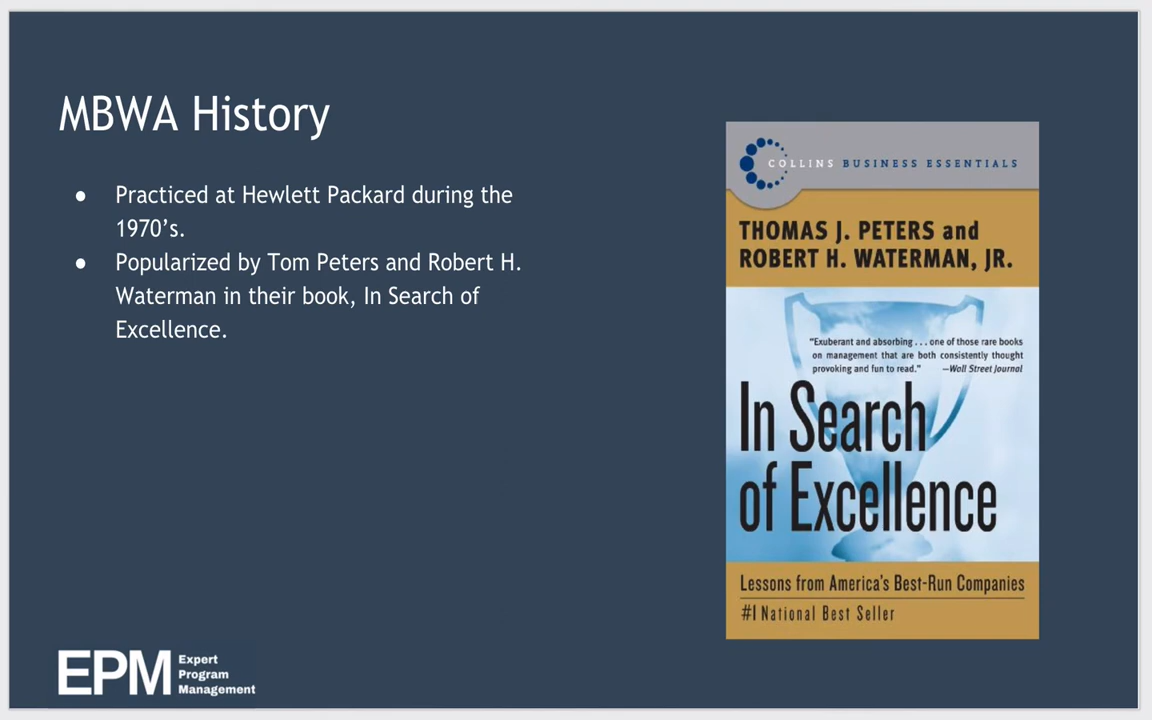 MBWA History
● Practiced at Hewlett Packard during the
1970’s.
● Popularized by Tom Peters and Robert H.
Waterman in their book, In Search of
Excellence.
COLLINS BUSINESS ESSENTIALS
THOMAS J. PETERS and
ROBERT H. WATERMAN, JR.
“Exuberant and absorbing . . . one of those rare books
on management that are both consistently thought
provoking and fun to read.” —Wall Street Journal
In Search
of Excellence
Lessons from America’s Best-Run Companies
#1 National Best Seller
EPM Expert
Program
Management